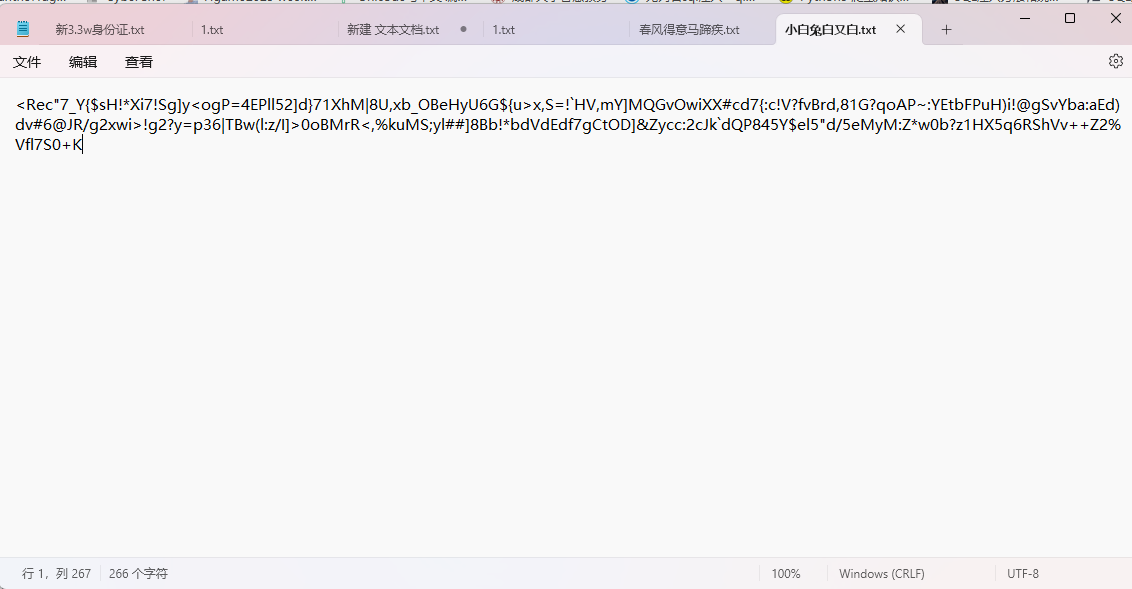 新3.3w身份证.txt
1.txt
新建 文本文档.txt
1.txt
春风得意马蹄疾.txt
小白兔白又白.txt
文件
编辑
查看
<Rec"7_Y{$sH!*Xi7!Sg]y<ogP=4EPll52]d}71XhM|8U,xb_OBeHyU6G${u>x,S=!`HV,mY]MQGvOwiXX#cd7{:c!V?fvBrd,81G?qoAP~:YEtbFPuH)i!@gSvYba:aEd)
dv#6@JR/g2xwi>!g2?y=p36|TBw(l:z/I]>0oBMrR<,%kuMS;yl##]8Bb!*bdVdEdf7gCtOD]&Zycc:2cJk`dQP845Y$el5"d/5eMyM:Z*w0b?z1HX5q6RShVv++Z2%
Vfl7S0+K
行 1，列 267
266 个字符
100%
Windows (CRLF)
UTF-8